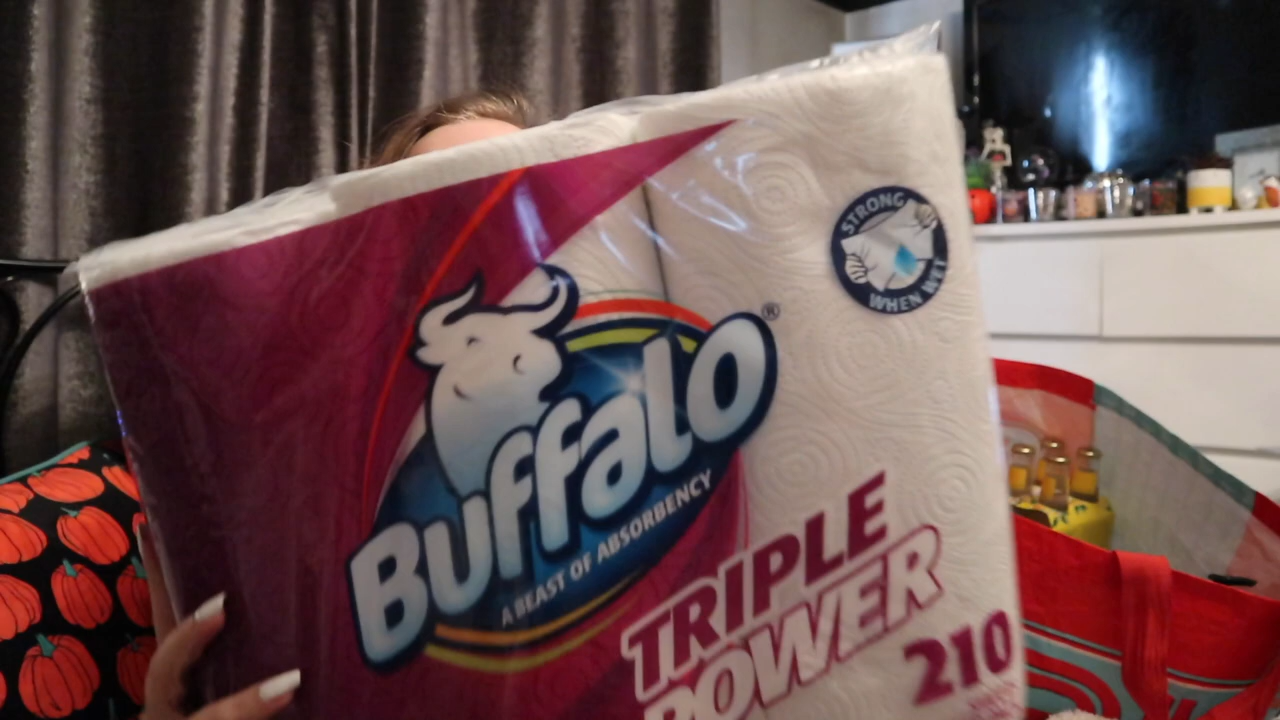 STRONG
WHEN WET
Buffalo®
A BEAST OF ABSORBENCY
TRIPLE
POWER
210